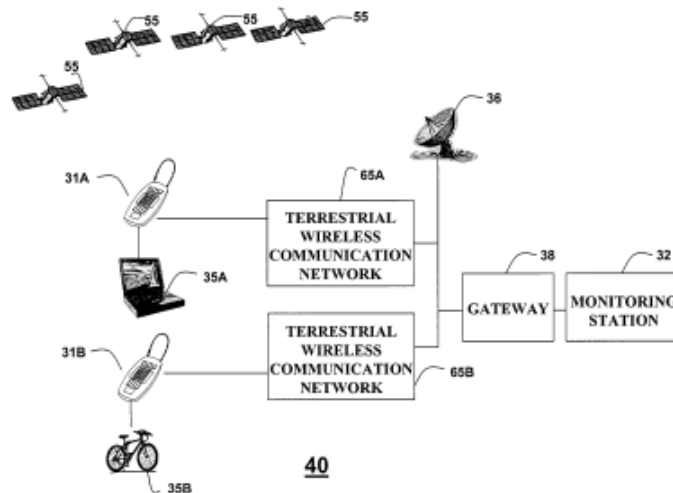 55
55
55
55
36
31A
65A
TERRESTRIAL
WIRELESS
COMMUNICATION
NETWORK
35A
38
32
GATEWAY
MONITORING
STATION
31B
TERRESTRIAL
WIRELESS
COMMUNICATION
NETWORK
65B
40
35B